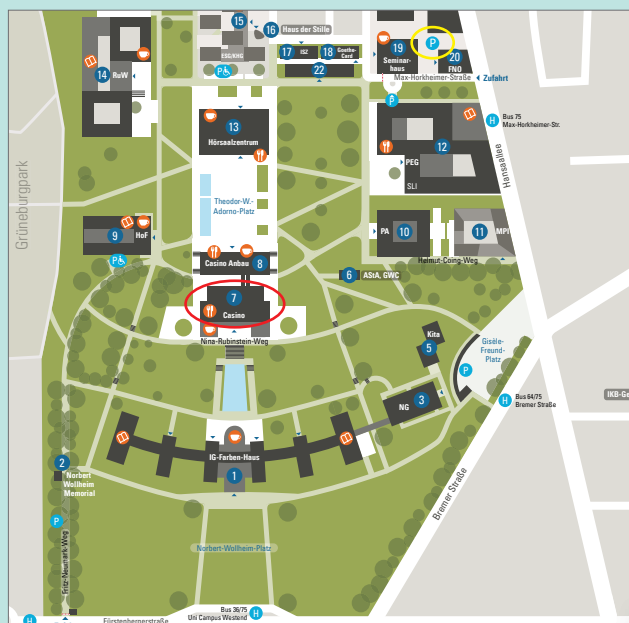 15
16
Haus der Stille
ESG/KHG
17
ISZ
18
Goethe-
Card
22
P
19
Seminar-
haus
P
20
FNO
Max-Horkheimer-Straße
Zufahrt
P
14
RuW
13
Hörsaalzentrum
12
PEG
SLI
H
Bus 75
Max-Horkheimer-Str.
Hansaallee
Grüneburgpark
Theodor-W.-
Adorno-Platz
9
HoF
P
PA
10
11
MPI
Helmut-Coing-Weg
Casino Anbau
8
6
AStA, GWC
7
Casino
Nina-Rubinstein-Weg
Kita
5
Gisèle-
Freund-
Platz
P
NG
3
H
Bus 64/75
Bremer Straße
IKB-Ge
IG-Farben-Haus
1
2
Norbert
Wollheim
Memorial
P
Fritz-Neumark-Weg
Bremer Straße
Norbert-Wollheim-Platz
H
Fürstenbergerstraße
Bus 36/75
Uni Campus Westend
H